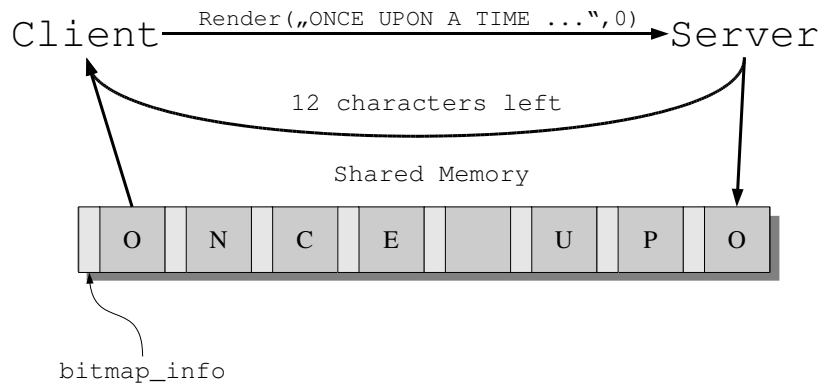 Render(„ONCE UPON A TIME ...“,0)
Client Server
12 characters left
Shared Memory
O N C E U P O
bitmap_info